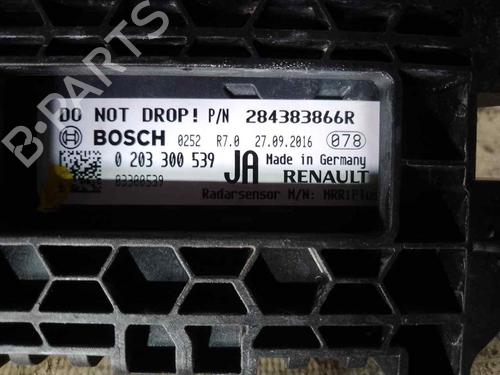 B-PARTS
DO NOT DROP! P/N 284383866R
BOSCH 0252 R7.0 27.09.2016 078
0 203 300 539 JA Made in Germany
03300539 RENAULT
Radarsensor M/N: MRR1Plus